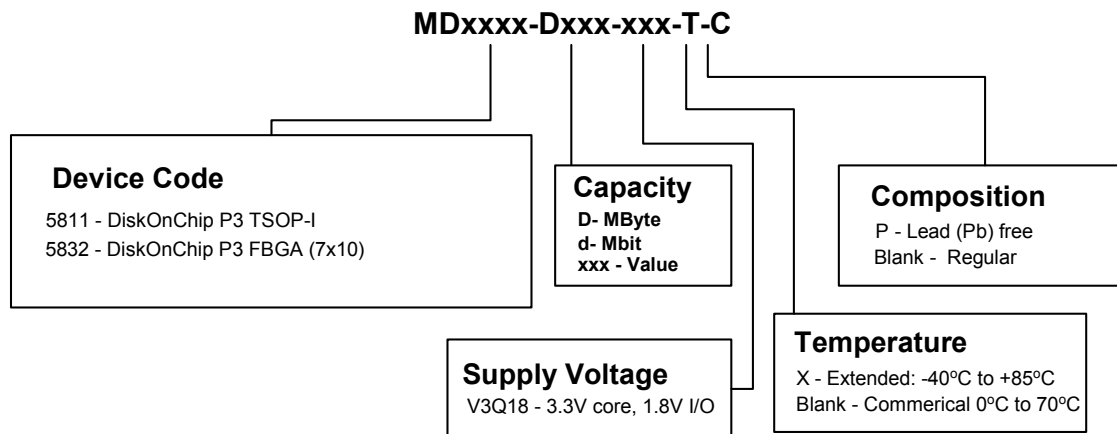 MDxxxx-Dxxx-xxx-T-C
Device Code
5811 - DiskOnChip P3 TSOP-I
5832 - DiskOnChip P3 FBGA (7x10)
Capacity
D- MByte
d- Mbit
xxx - Value
Composition
P - Lead (Pb) free
Blank - Regular
Supply Voltage
V3Q18 - 3.3V core, 1.8V I/O
Temperature
X - Extended: -40ºC to +85ºC
Blank - Commerical 0ºC to 70ºC